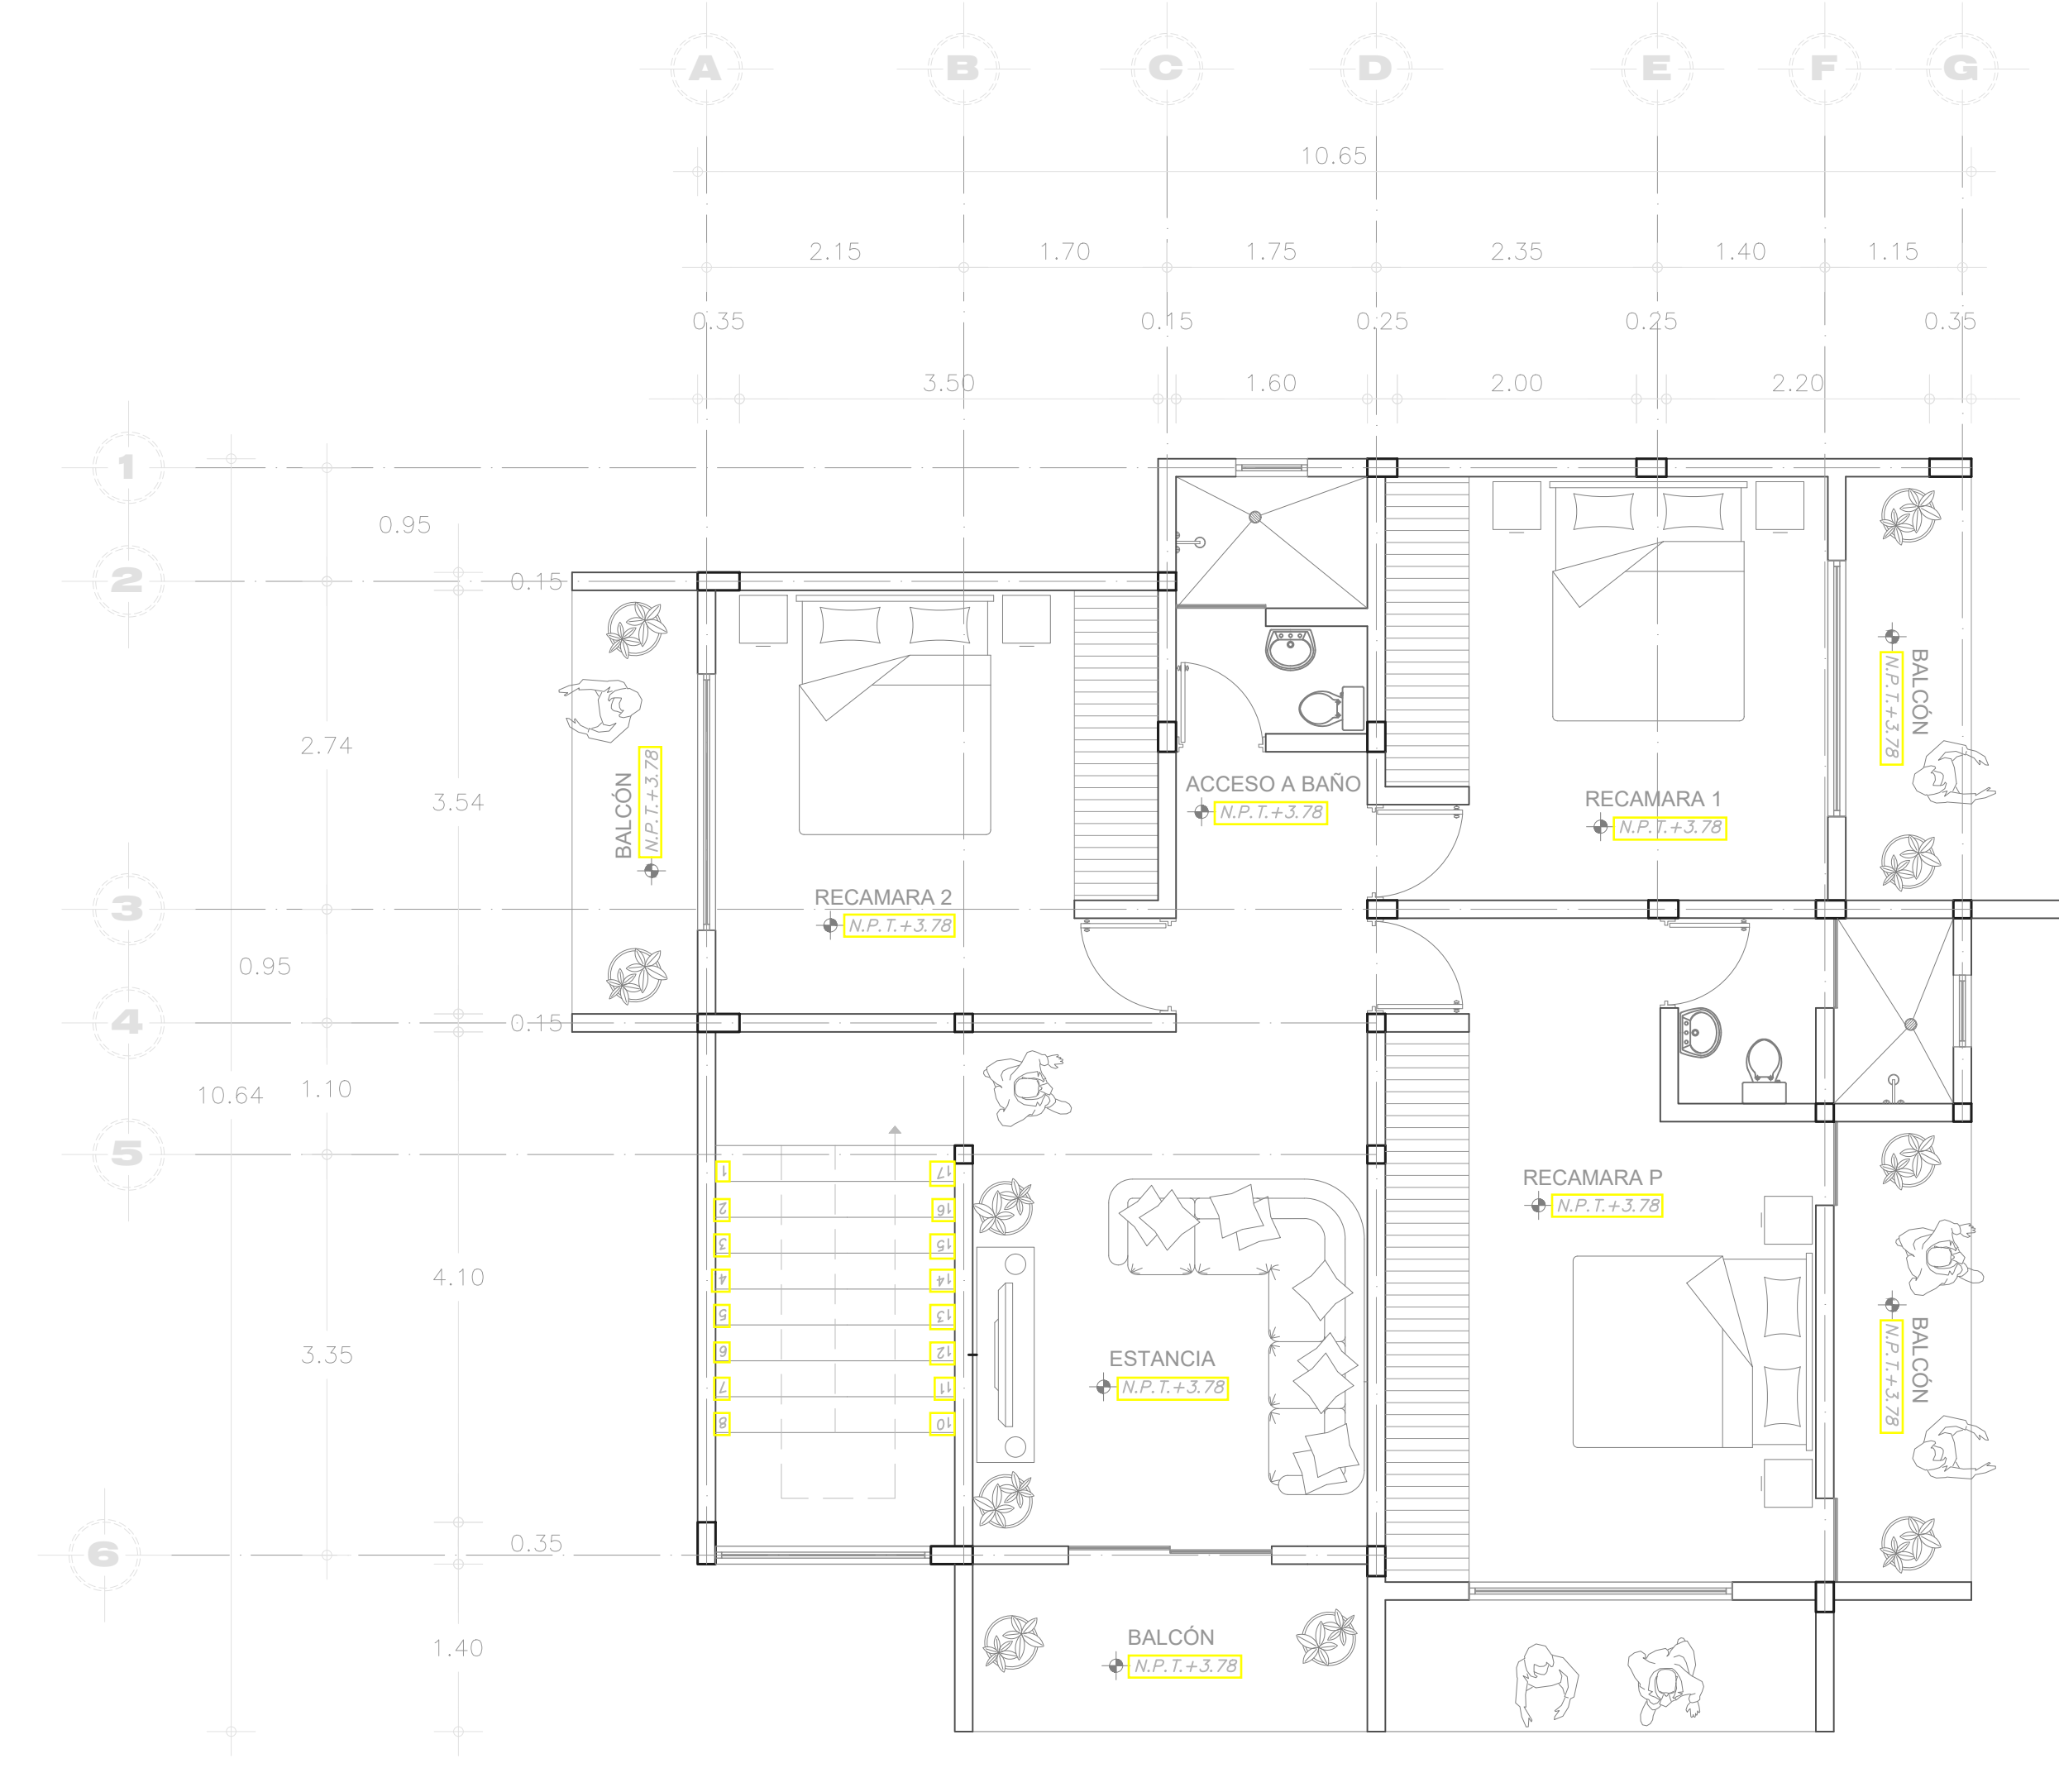 A B C D E F G
10.65
2.15 1.70 1.75 2.35 1.40 1.15
0.35 0.15 0.25 0.25 0.35
3.50 1.60 2.00 2.20
1
0.95
2
0.15
2.74
3.54
3
0.95
4
0.15
10.64
1.10
5
4.10
3.35
6
0.35
1.40
BALCÓN
N.P.T.+3.78
RECAMARA 2
N.P.T.+3.78
ACCESO A BAÑO
N.P.T.+3.78
RECAMARA 1
N.P.T.+3.78
BALCÓN
N.P.T.+3.78
1 17
2 16
3 15
4 14
5 13
6 12
7 11
8 10
ESTANCIA
N.P.T.+3.78
RECAMARA P
N.P.T.+3.78
BALCÓN
N.P.T.+3.78
BALCÓN
N.P.T.+3.78